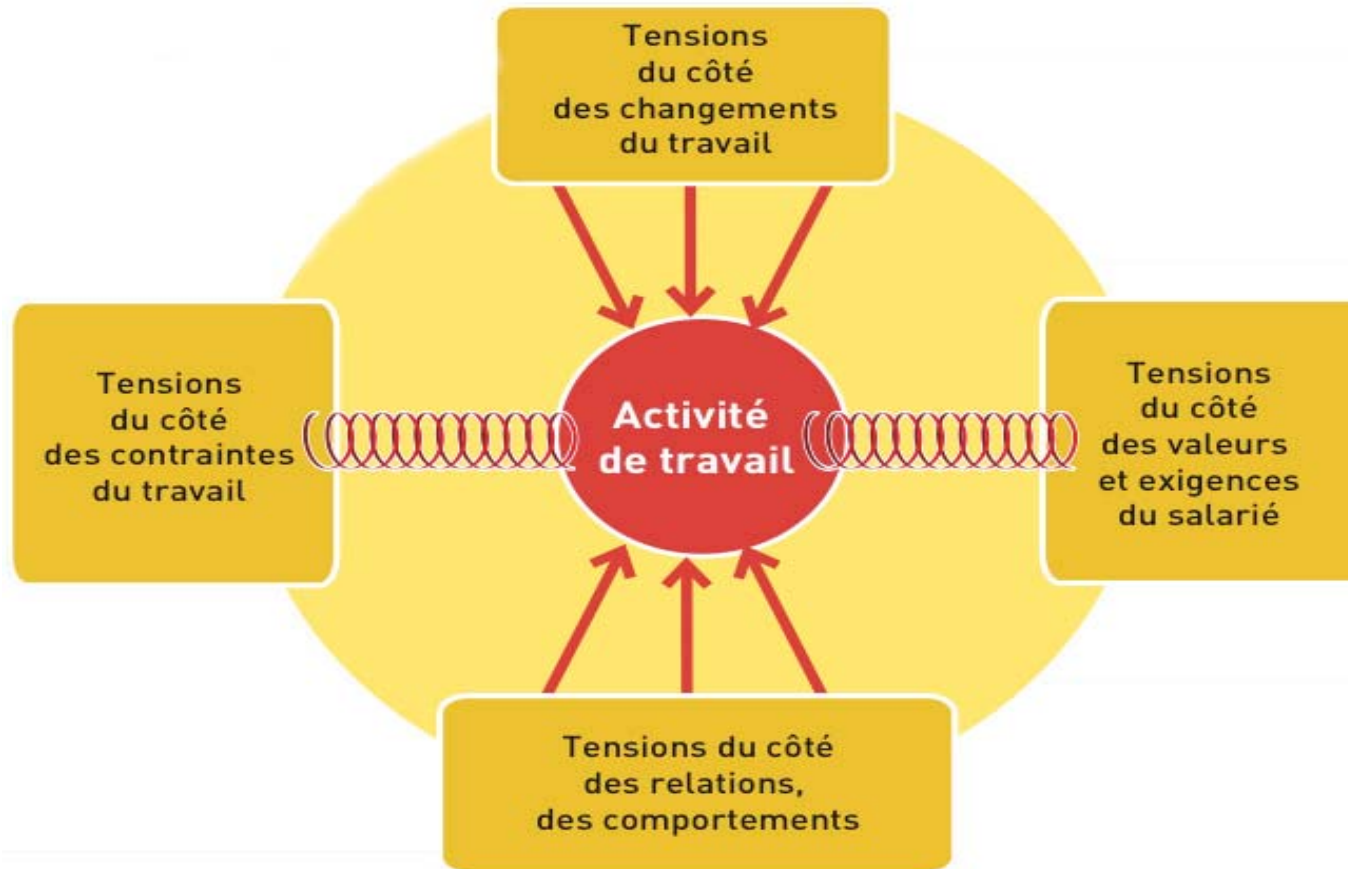 Tensions
du côté
des changements
du travail
Tensions
du côté
des contraintes
du travail
Activité
de travail
Tensions
du côté
des valeurs
et exigences
du salarié
Tensions du côté
des relations,
des comportements